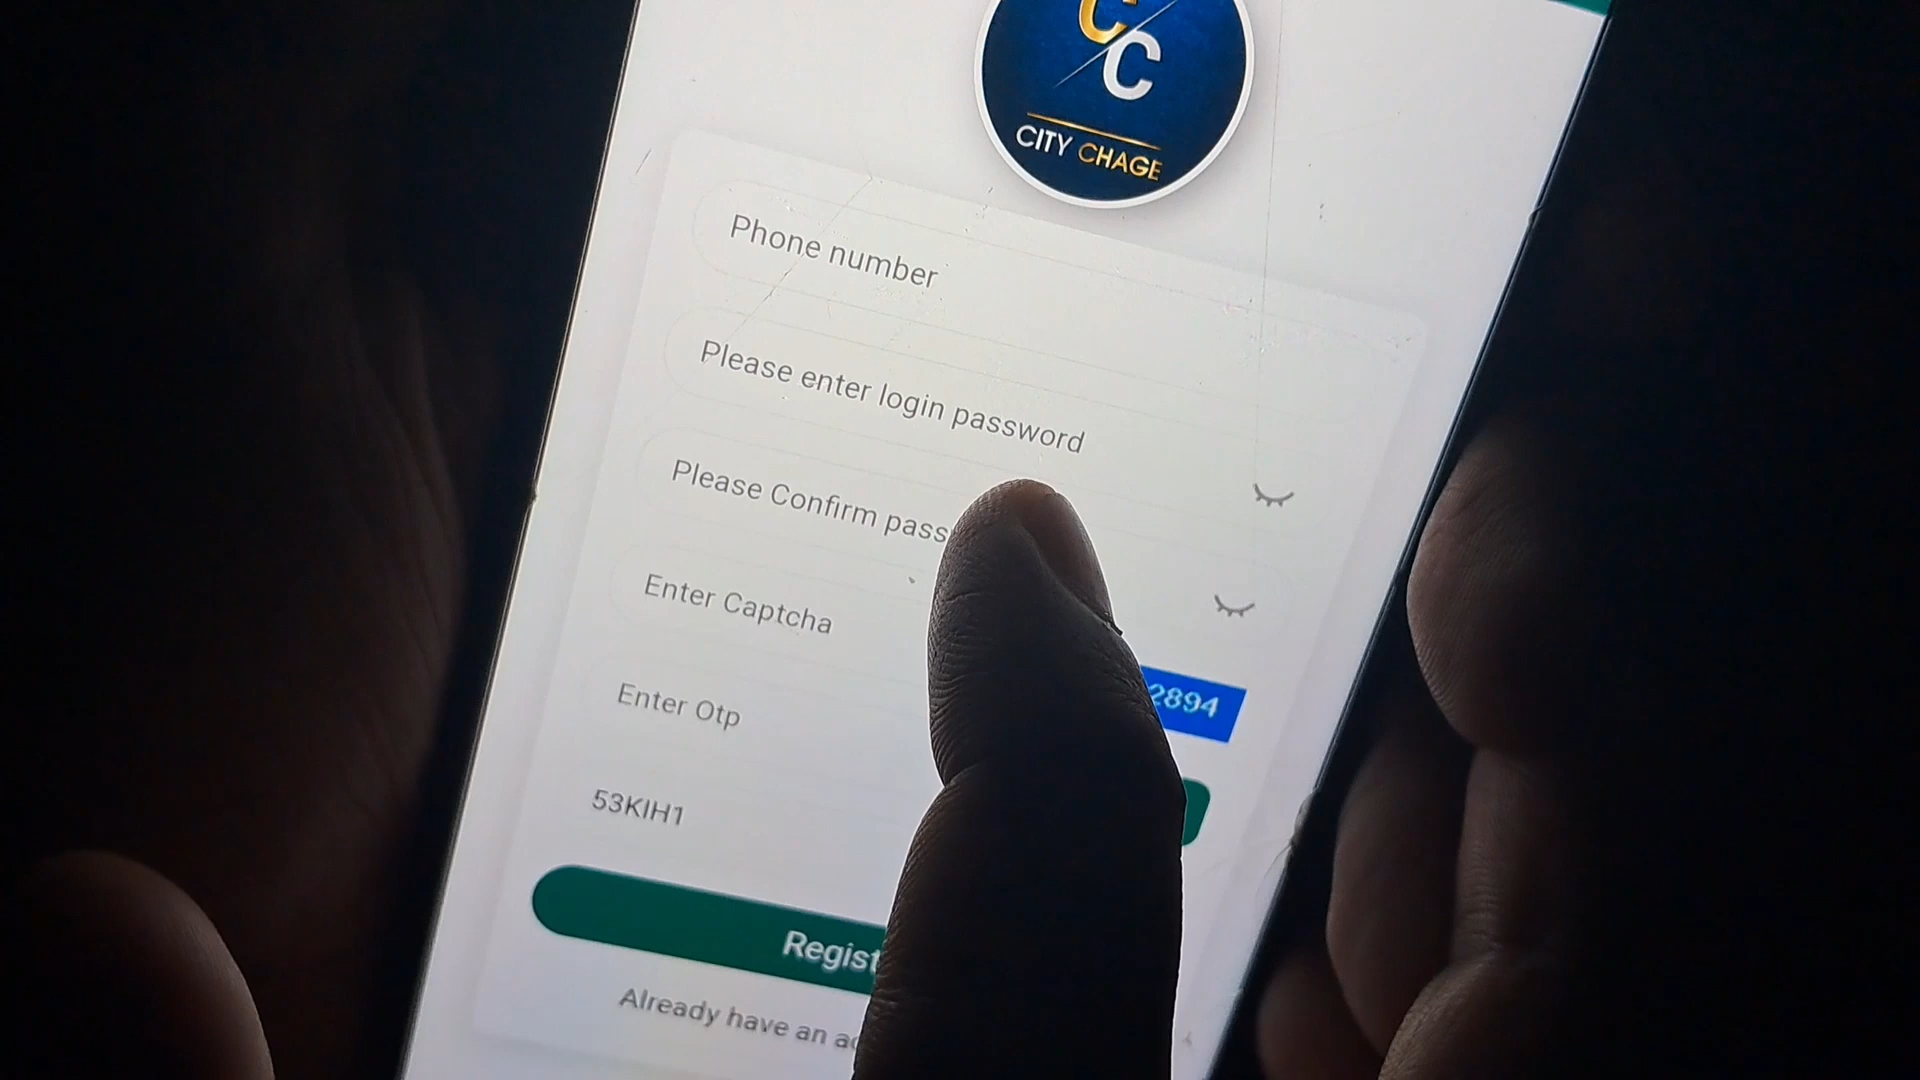 CC
CITY CHAGE
Phone number
Please enter login password
Please Confirm pass
Enter Captcha
2894
Enter Otp
53KIH1
Regist
Already have an a